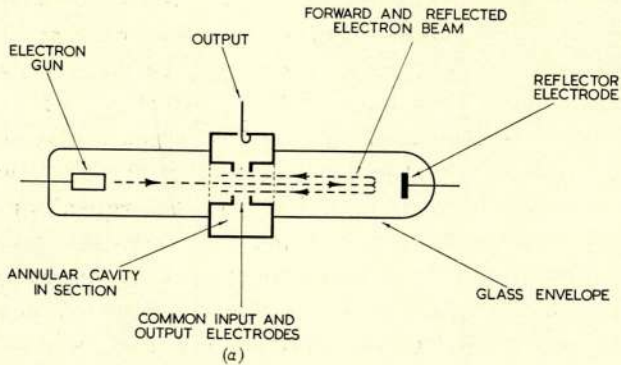 FORWARD AND REFLECTED
ELECTRON BEAM
OUTPUT
ELECTRON
GUN
REFLECTOR
ELECTRODE
ANNULAR CAVITY
IN SECTION
COMMON INPUT AND
OUTPUT ELECTRODES
GLASS ENVELOPE
(a)